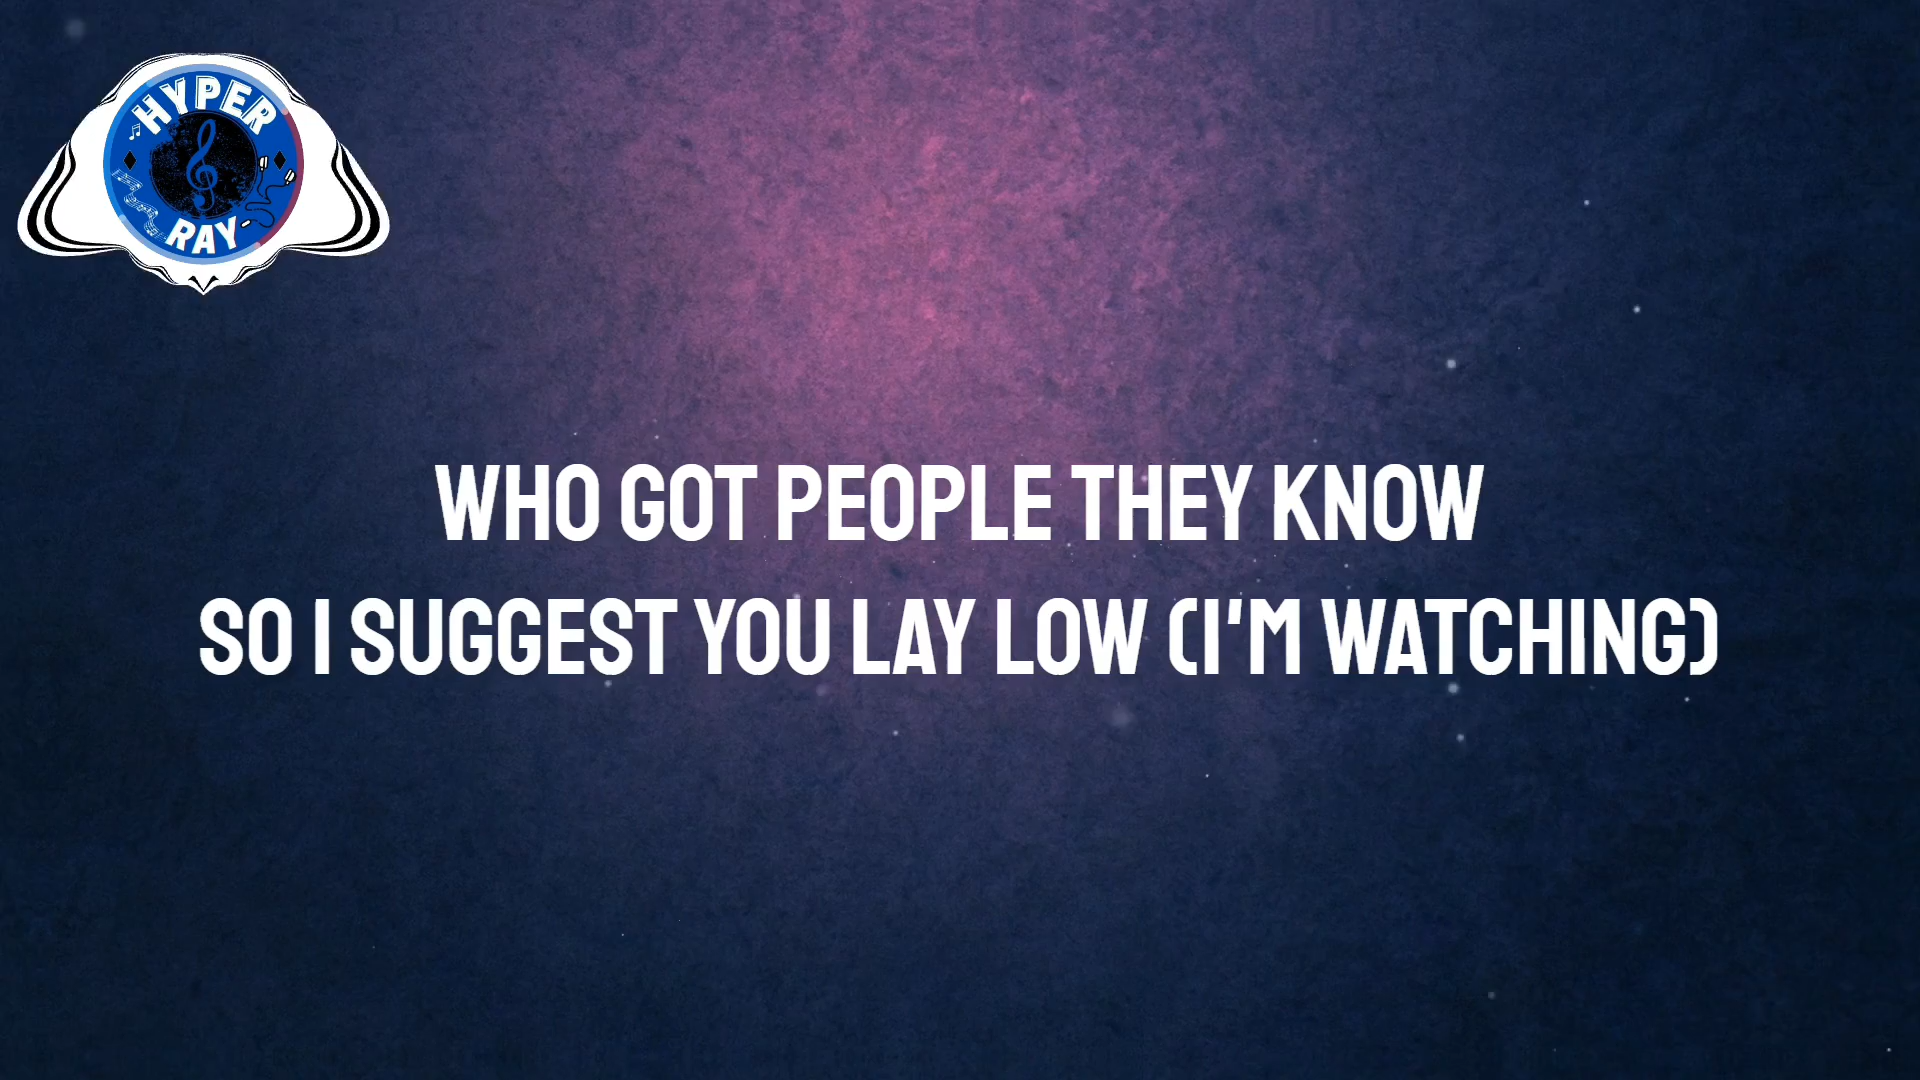 HYPER
RAY
WHO GOT PEOPLE THEY KNOW
SO I SUGGEST YOU LAY LOW (I'M WATCHING)